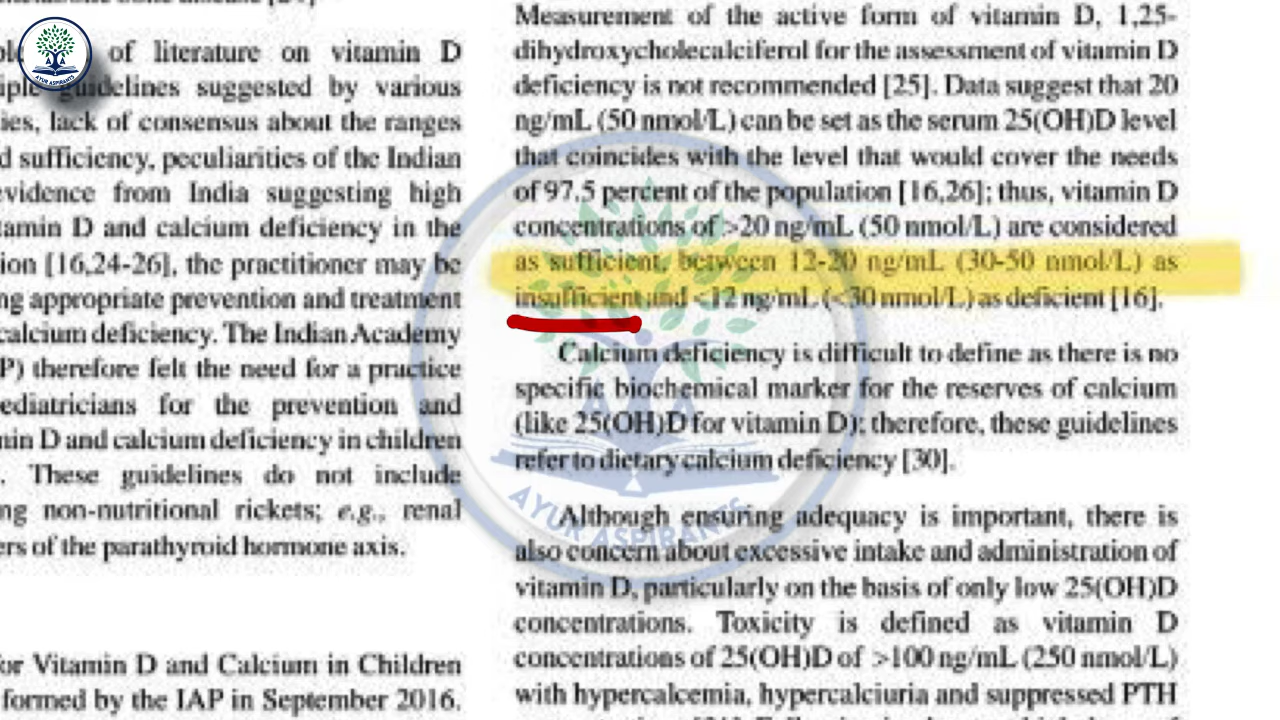 of literature on vitamin D
guidelines suggested by various
ies, lack of consensus about the ranges
d sufficiency, peculiarities of the Indian
evidence from India suggesting high
tamin D and calcium deficiency in the
ion [16,24-26], the practitioner may be
ng appropriate prevention and treatment
calcium deficiency. The Indian Academy
P) therefore felt the need for a practice
ediatricians for the prevention and
min D and calcium deficiency in children
. These guidelines do not include
ng non-nutritional rickets; e.g., renal
ers of the parathyroid hormone axis.
for Vitamin D and Calcium in Children
formed by the IAP in September 2016.
Measurement of the active form of vitamin D, 1,25-
dihydroxycholecalciferol for the assessment of vitamin D
deficiency is not recommended [25]. Data suggest that 20
ng/mL (50 nmol/L) can be set as the serum 25(OH)D level
that coincides with the level that would cover the needs
of 97.5 percent of the population [16,26]; thus, vitamin D
concentrations of >20 ng/mL (50 nmol/L) are considered
as sufficient, between 12-20 ng/mL (30-50 nmol/L) as
insufficient and <12 ng/mL (<30 nmol/L) as deficient [16].
Calcium deficiency is difficult to define as there is no
specific biochemical marker for the reserves of calcium
(like 25(OH)D for vitamin D); therefore, these guidelines
refer to dietary calcium deficiency [30].
Although ensuring adequacy is important, there is
also concern about excessive intake and administration of
vitamin D, particularly on the basis of only low 25(OH)D
concentrations. Toxicity is defined as vitamin D
concentrations of 25(OH)D of >100 ng/mL (250 nmol/L)
with hypercalcemia, hypercalciuria and suppressed PTH
AYUR ASPIRANTS
AYUR ASPIRANTS